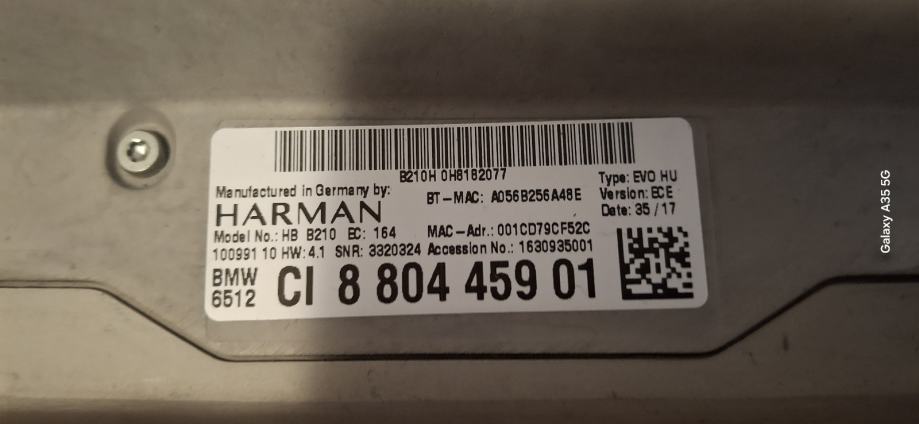 B210H 0H8182077
Manufactured in Germany by:
HARMAN
BT-MAC: A056B256A48E
Type: EVO HU
Version: ECE
Date: 35 / 17
Model No.: HB B210 EC: 164 MAC-Adr.: 001CD79CF52C
100991 10 HW: 4.1 SNR: 3320324 Accession No.: 1630935001
BMW
6512
CI 8 804 459 01
Galaxy A35 5G